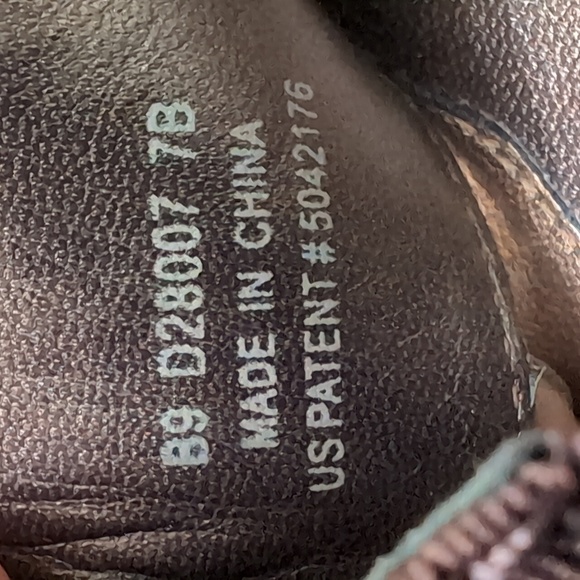 B9 D28007 7B
MADE IN CHINA
US PATENT # 5042176